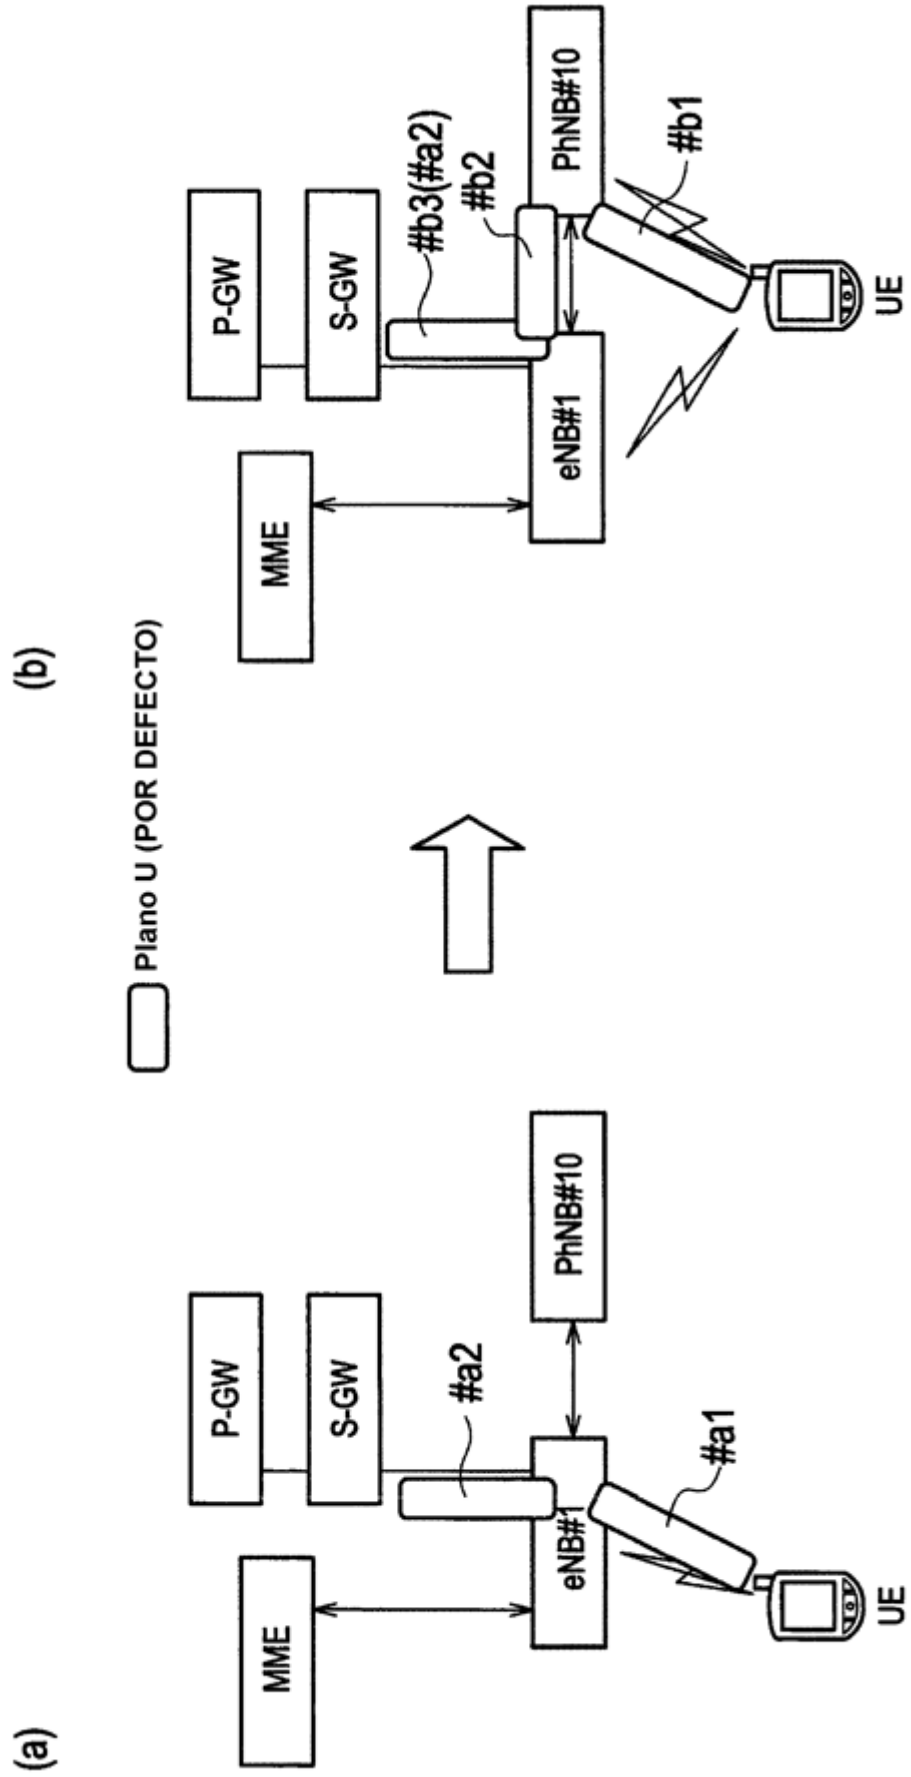 (a)
(b)
Plano U (POR DEFECTO)
P-GW
MME
S-GW
#a2
eNB#1
PhNB#10
#a1
UE
P-GW
MME
S-GW
#b3(#a2)
#b2
eNB#1
PhNB#10
#b1
UE